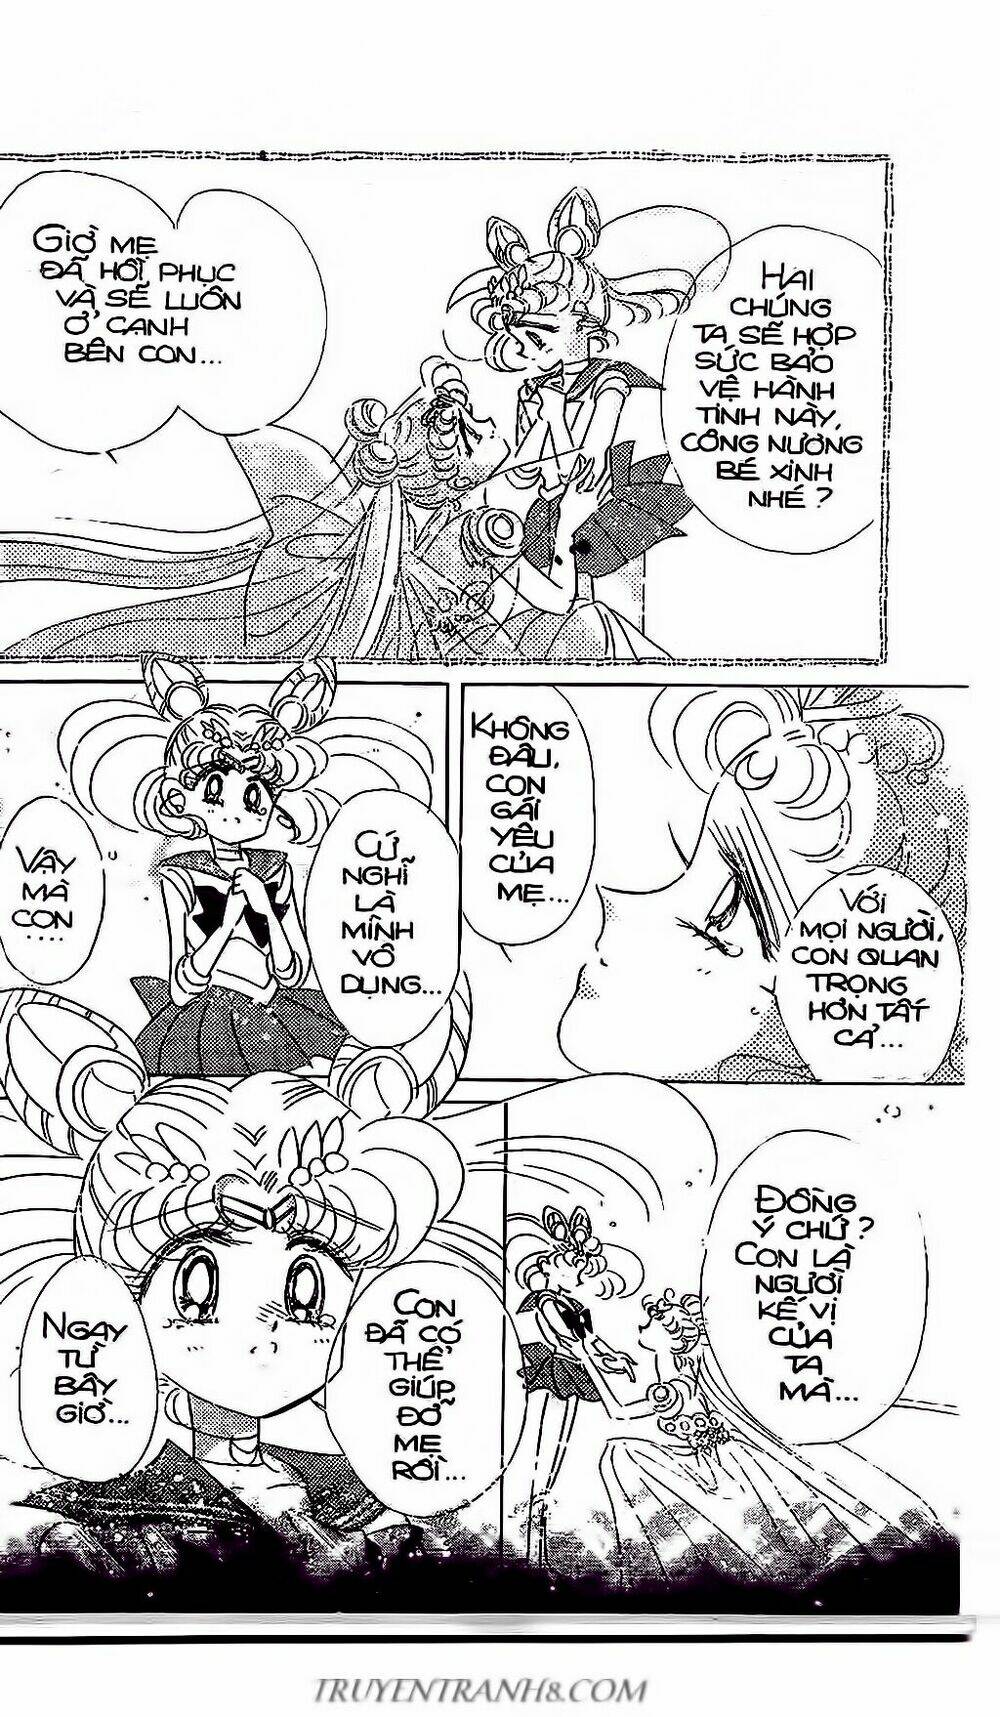 GIỜ MẸ
ĐÃ HỒI PHỤC
VÀ SẼ LUÔN
Ở CẠNH
BÊN CON...
HAI
CHÚNG
TA SẼ HỢP
SỨC BẢO
VỆ HÀNH
TINH NÀY,
CÔNG NƯƠNG
BÉ XINH
NHÉ?
VẬY
MÀ
CON
....
CỨ
NGHĨ
LÀ
MÌNH
VÔ
DỤNG...
KHÔNG
ĐÂU,
CON
GÁI
YÊU
CỦA
MẸ...
VỚI
MỌI NGƯỜI,
CON QUAN
TRỌNG
HƠN TẤT
CẢ...
NGAY
TỪ
BÂY
GIỜ...
CON
ĐÃ CÓ
THỂ
GIÚP
ĐỠ
MẸ
RỒI...
ĐỒNG
Ý CHỨ?
CON LÀ
NGƯỜI
KẾ VỊ
CỦA
TA
MÀ...
TRUYENTRANH8.COM